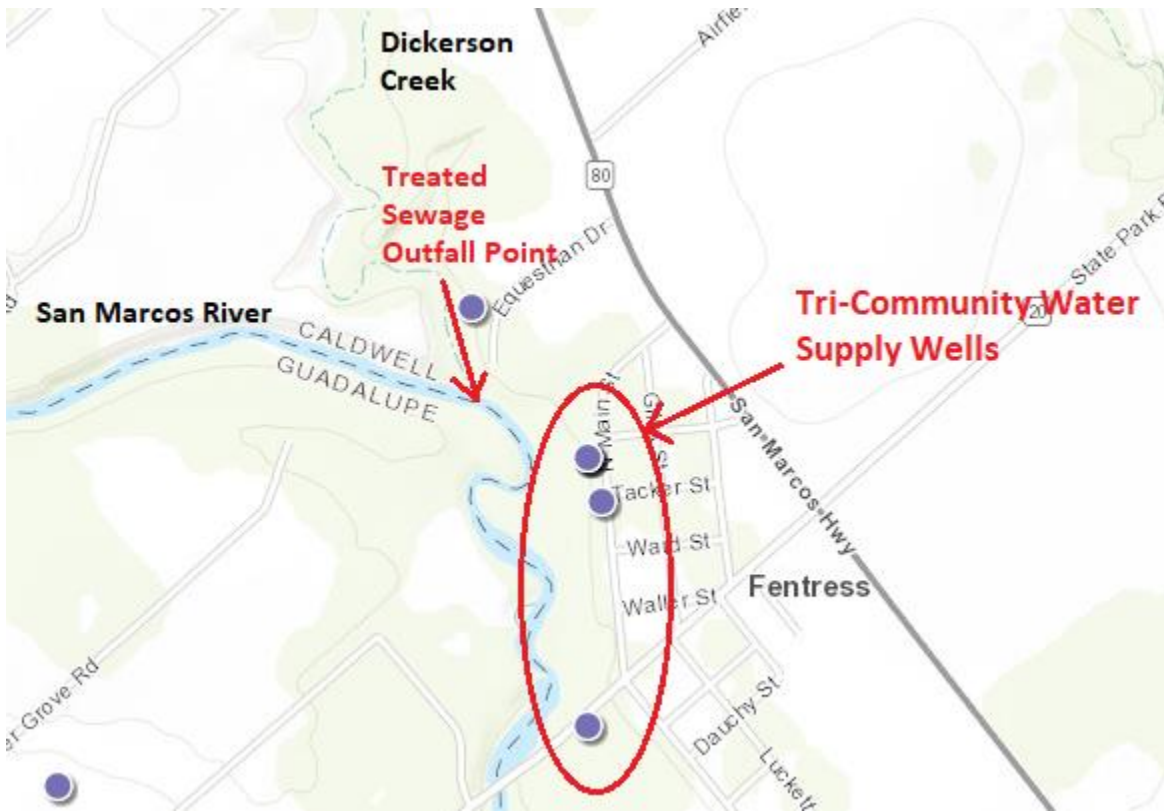 Dickerson
Creek
Airfie
80
Treated
Sewage
Outfall Point
Equestrian Dr
State Park
20
Tri-Community Water
Supply Wells
San Marcos River
CALDWELL
GUADALUPE
N Main St
St
San Marcos Hwy
Tacker St
Ward St
Waller St
Fentress
er Grove Rd
Dauchy St
Luckett